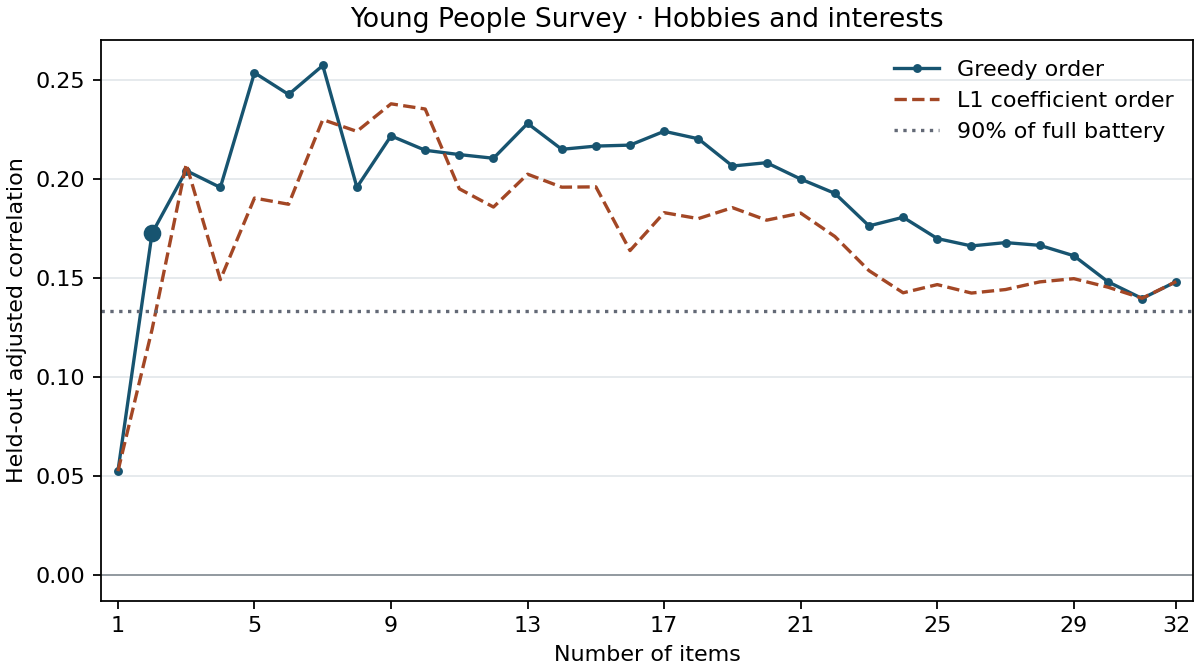 Young People Survey · Hobbies and interests
Greedy order
L1 coefficient order
90% of full battery
Held-out adjusted correlation
0.25
0.20
0.15
0.10
0.05
0.00
1 5 9 13 17 21 25 29 32
Number of items